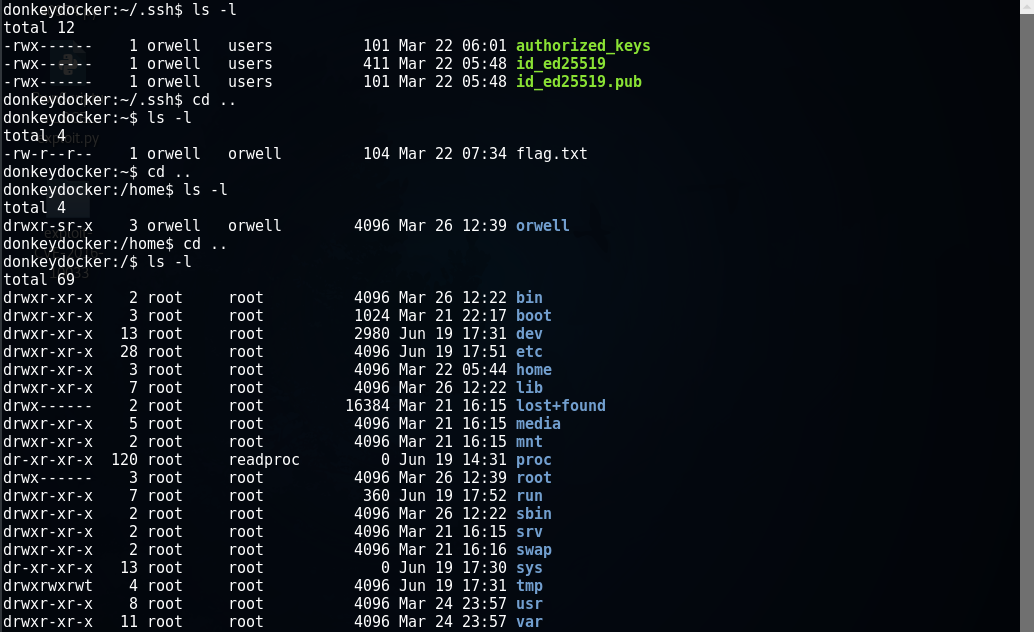 donkeydocker:~/.ssh$ ls -l
total 12
-rwx------    1 orwell   users          101 Mar 22 06:01 authorized_keys
-rwx------    1 orwell   users          411 Mar 22 05:48 id_ed25519
-rwx------    1 orwell   users          101 Mar 22 05:48 id_ed25519.pub
donkeydocker:~/.ssh$ cd ..
donkeydocker:~$ ls -l
total 4
exploit.py
-rw-r--r--    1 orwell   orwell         104 Mar 22 07:34 flag.txt
donkeydocker:~$ cd ..
donkeydocker:/home$ ls -l
total 4
drwxr-sr-x    3 orwell   orwell        4096 Mar 26 12:39 orwell
donkeydocker:/home$ cd ..
donkeydocker:/$ ls -l
total 69
drwxr-xr-x    2 root     root          4096 Mar 26 12:22 bin
drwxr-xr-x    3 root     root          1024 Mar 21 22:17 boot
drwxr-xr-x   13 root     root          2980 Jun 19 17:31 dev
drwxr-xr-x   28 root     root          4096 Jun 19 17:51 etc
drwxr-xr-x    3 root     root          4096 Mar 22 05:44 home
drwxr-xr-x    7 root     root          4096 Mar 26 12:22 lib
drwx------    2 root     root         16384 Mar 21 16:15 lost+found
drwxr-xr-x    5 root     root          4096 Mar 21 16:15 media
drwxr-xr-x    2 root     root          4096 Mar 21 16:15 mnt
dr-xr-xr-x  120 root     readproc         0 Jun 19 14:31 proc
drwx------    3 root     root          4096 Mar 26 12:39 root
drwxr-xr-x    7 root     root           360 Jun 19 17:52 run
drwxr-xr-x    2 root     root          4096 Mar 26 12:22 sbin
drwxr-xr-x    2 root     root          4096 Mar 21 16:15 srv
drwxr-xr-x    2 root     root          4096 Mar 21 16:16 swap
dr-xr-xr-x   13 root     root             0 Jun 19 17:30 sys
drwxrwxrwt    4 root     root          4096 Jun 19 17:31 tmp
drwxr-xr-x    8 root     root          4096 Mar 24 23:57 usr
drwxr-xr-x   11 root     root          4096 Mar 24 23:57 var